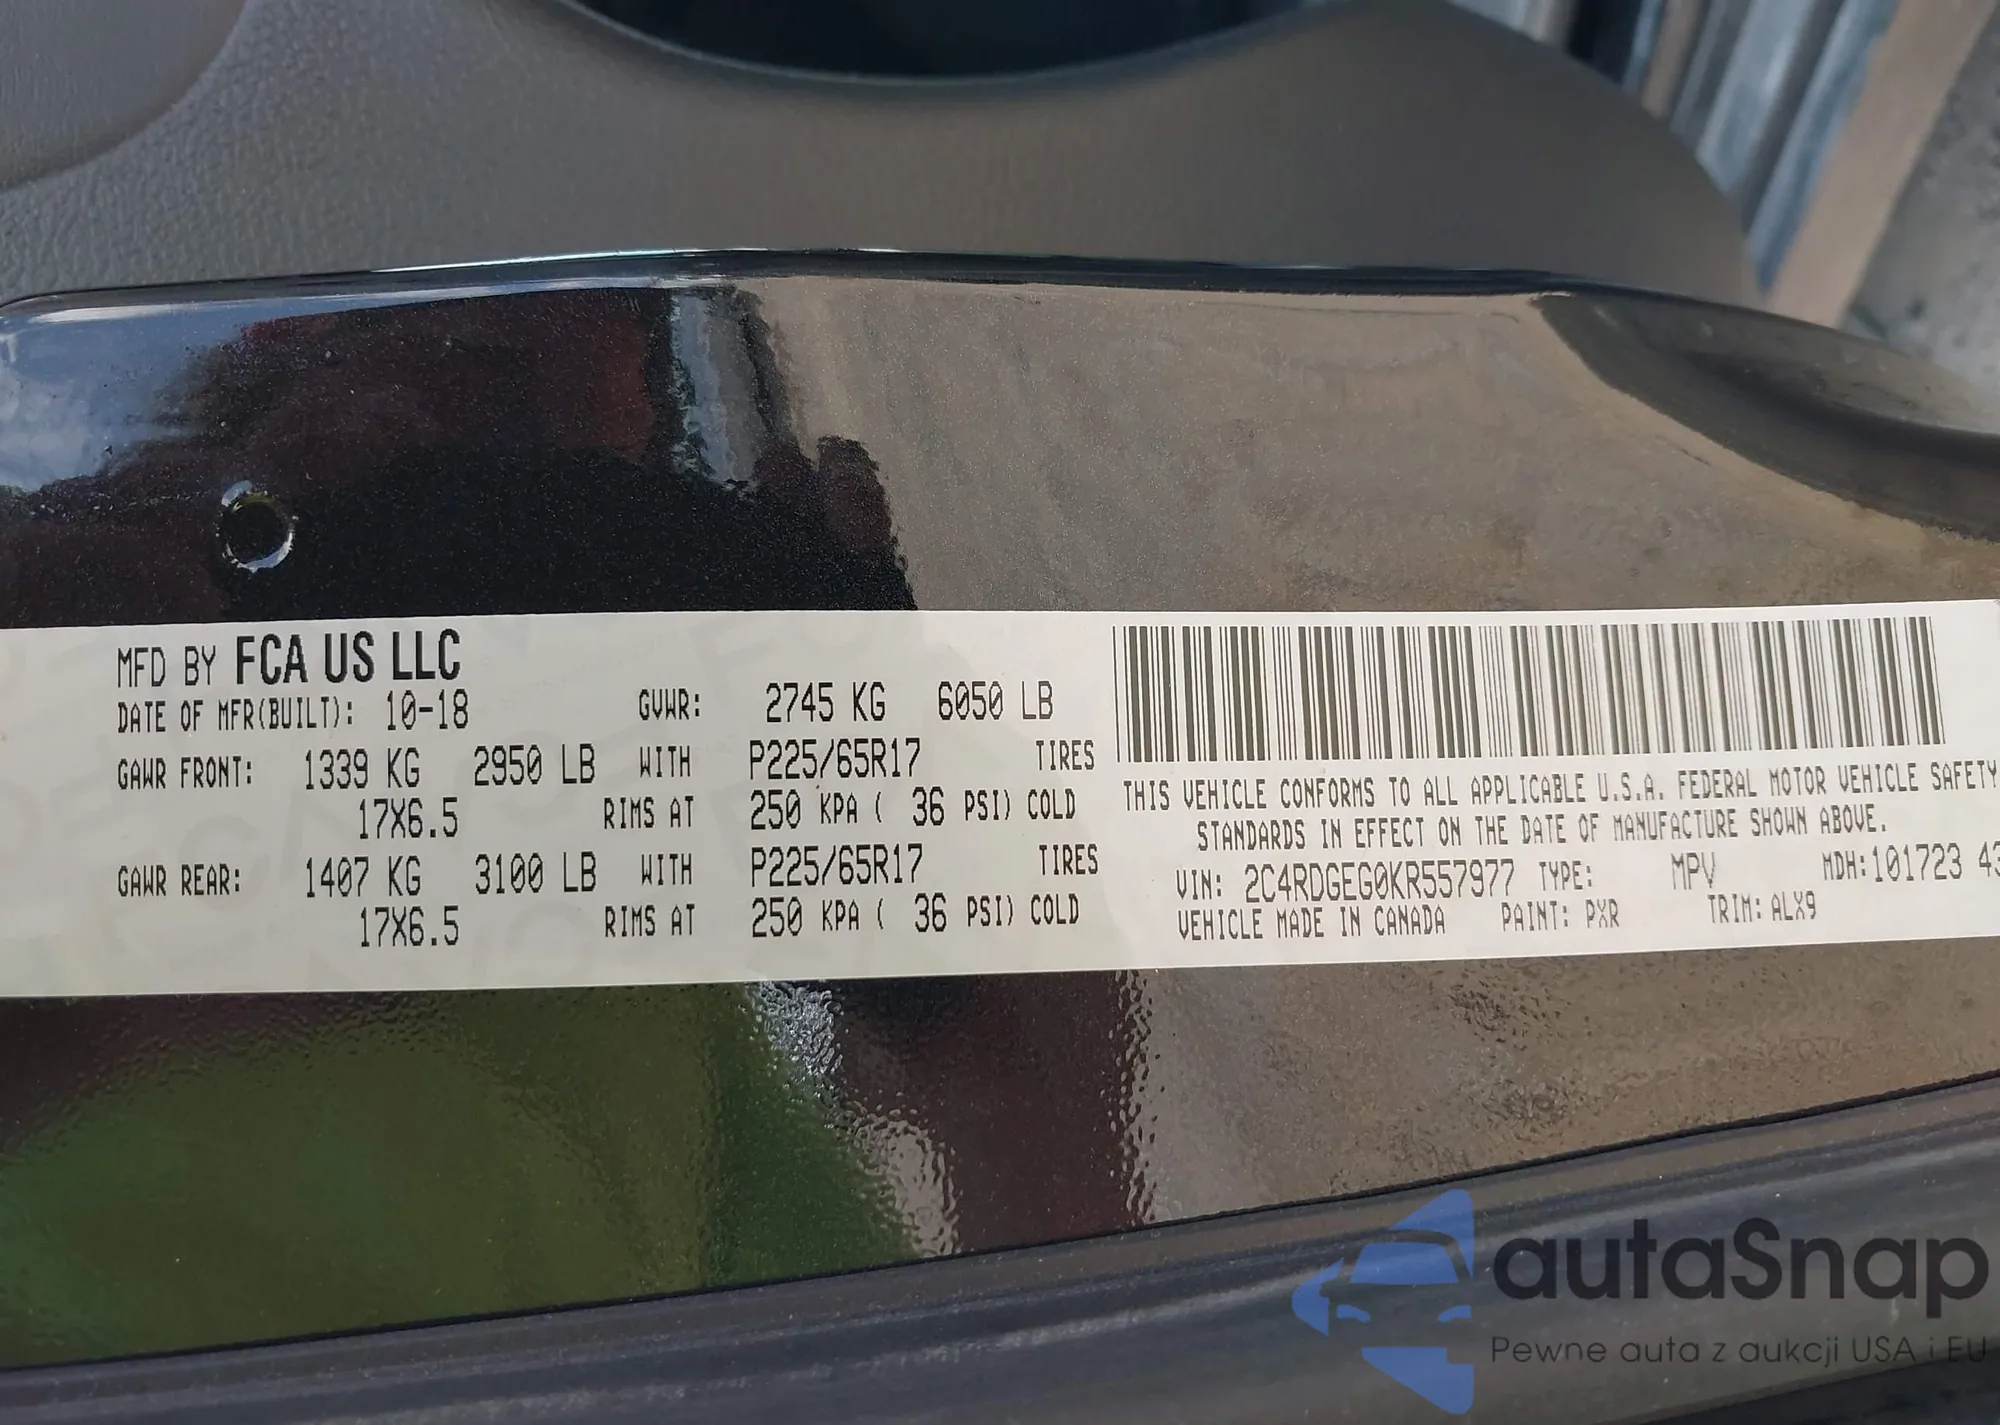 MFD BY FCA US LLC
DATE OF MFR(BUILT): 10-18 GVWR: 2745 KG 6050 LB
GAWR FRONT: 1339 KG 2950 LB WITH P225/65R17 TIRES
17X6.5 RIMS AT 250 KPA ( 36 PSI) COLD
GAWR REAR: 1407 KG 3100 LB WITH P225/65R17 TIRES
17X6.5 RIMS AT 250 KPA ( 36 PSI) COLD
THIS VEHICLE CONFORMS TO ALL APPLICABLE U.S.A. FEDERAL MOTOR VEHICLE SAFETY
STANDARDS IN EFFECT ON THE DATE OF MANUFACTURE SHOWN ABOVE.
VIN: 2C4RDGEG0KR557977 TYPE: MPV MDH:101723 43
VEHICLE MADE IN CANADA PAINT: PXR TRIM: ALX9
autaSnap
Pewne auta z aukcji USA i EU